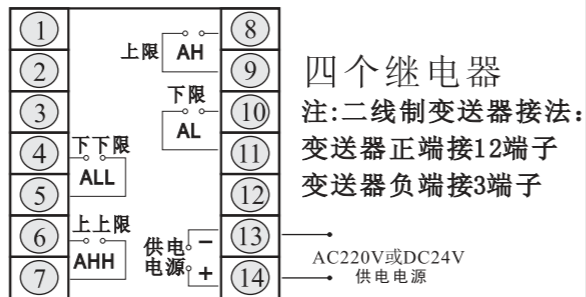 1
2
3
4
5
6
7
下下限
ALL
上上限
AHH
上限
AH
下限
AL
供电
电源
−
+
8
9
10
11
12
13
14
四个继电器
注:二线制变送器接法:
变送器正端接12端子
变送器负端接3端子
AC220V或DC24V
供电电源